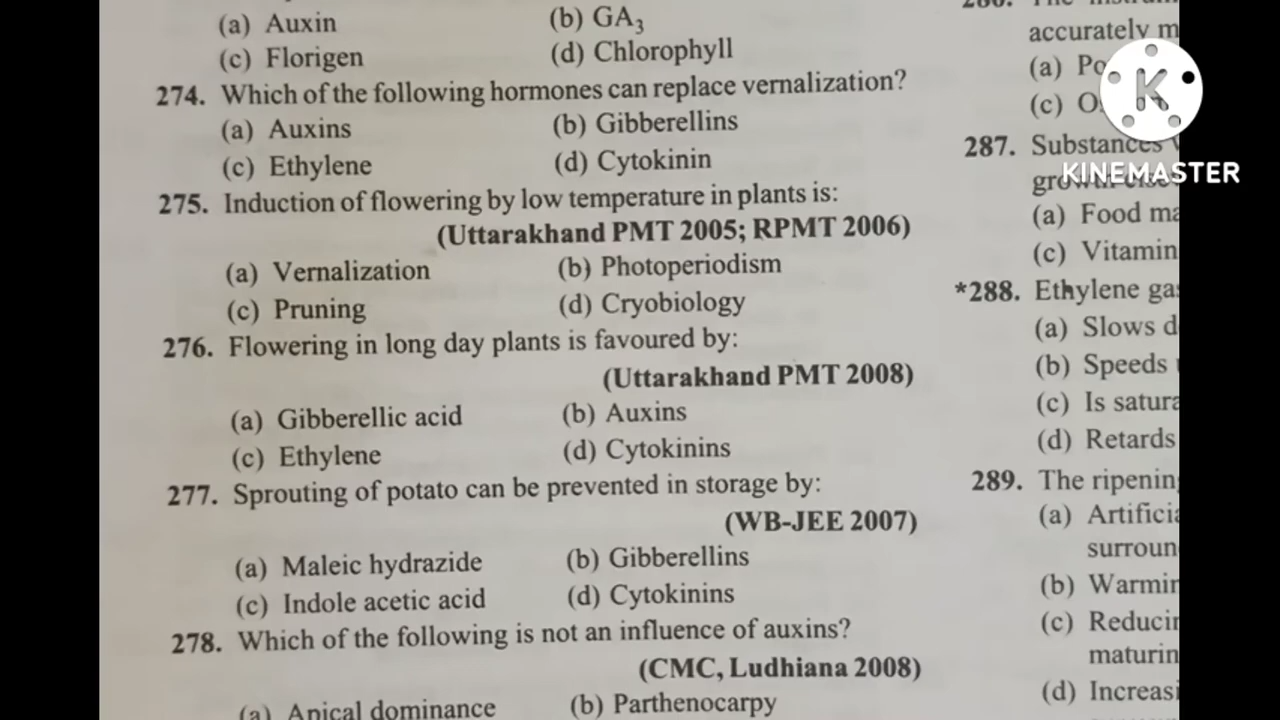 (a) Auxin (b) GA3
(c) Florigen (d) Chlorophyll
274. Which of the following hormones can replace vernalization?
(a) Auxins (b) Gibberellins
(c) Ethylene (d) Cytokinin
275. Induction of flowering by low temperature in plants is:
(Uttarakhand PMT 2005; RPMT 2006)
(a) Vernalization (b) Photoperiodism
(c) Pruning (d) Cryobiology
276. Flowering in long day plants is favoured by:
(Uttarakhand PMT 2008)
(a) Gibberellic acid (b) Auxins
(c) Ethylene (d) Cytokinins
277. Sprouting of potato can be prevented in storage by:
(WB-JEE 2007)
(a) Maleic hydrazide (b) Gibberellins
(c) Indole acetic acid (d) Cytokinins
278. Which of the following is not an influence of auxins?
(CMC, Ludhiana 2008)
(a) Apical dominance (b) Parthenocarpy
accurately m
(a) Po
(c) O
287. Substances
(a) Food ma
(c) Vitamin
*288. Ethylene gas
(a) Slows d
(b) Speeds
(c) Is satura
(d) Retards
289. The ripening
(a) Artificia
surroun
(b) Warmin
(c) Reducin
maturin
(d) Increasi
K
KINEMASTER